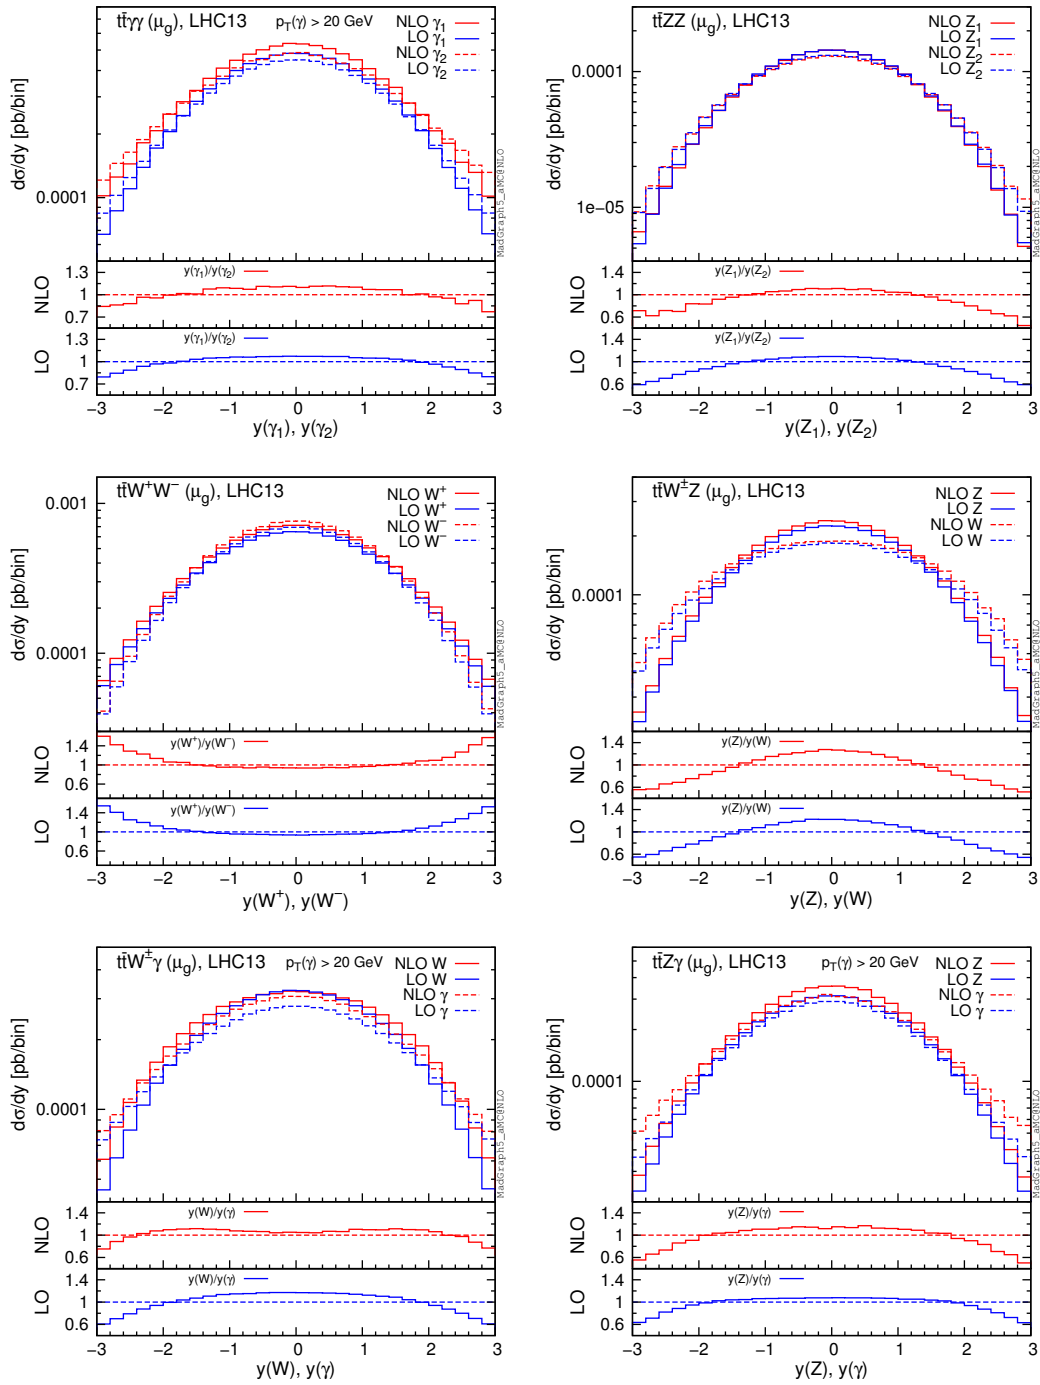 tt̄γγ (μg), LHC13 pT(γ) > 20 GeV
NLO γ1
LO γ1
NLO γ2
LO γ2
dσ/dy [pb/bin]
0.0001
MadGraph5_aMC@NLO
NLO
1.3
1
0.7
y(γ1)/y(γ2)
LO
1.3
1
0.7
y(γ1)/y(γ2)
−3 −2 −1 0 1 2 3
y(γ1), y(γ2)
tt̄ZZ (μg), LHC13
NLO Z1
LO Z1
NLO Z2
LO Z2
dσ/dy [pb/bin]
0.0001
1e−05
MadGraph5_aMC@NLO
NLO
1.4
1
0.6
y(Z1)/y(Z2)
LO
1.4
1
0.6
y(Z1)/y(Z2)
−3 −2 −1 0 1 2 3
y(Z1), y(Z2)
tt̄W+W− (μg), LHC13
NLO W+
LO W+
NLO W−
LO W−
dσ/dy [pb/bin]
0.001
0.0001
MadGraph5_aMC@NLO
NLO
1.4
1
0.6
y(W+)/y(W−)
LO
1.4
1
0.6
y(W+)/y(W−)
−3 −2 −1 0 1 2 3
y(W+), y(W−)
tt̄W±Z (μg), LHC13
NLO Z
LO Z
NLO W
LO W
dσ/dy [pb/bin]
0.0001
MadGraph5_aMC@NLO
NLO
1.4
1
0.6
y(Z)/y(W)
LO
1.4
1
0.6
y(Z)/y(W)
−3 −2 −1 0 1 2 3
y(Z), y(W)
tt̄W±γ (μg), LHC13 pT(γ) > 20 GeV
NLO W
LO W
NLO γ
LO γ
dσ/dy [pb/bin]
0.0001
MadGraph5_aMC@NLO
NLO
1.4
1
0.6
y(W)/y(γ)
LO
1.4
1
0.6
y(W)/y(γ)
−3 −2 −1 0 1 2 3
y(W), y(γ)
tt̄Zγ (μg), LHC13 pT(γ) > 20 GeV
NLO Z
LO Z
NLO γ
LO γ
dσ/dy [pb/bin]
0.0001
MadGraph5_aMC@NLO
NLO
1.4
1
0.6
y(Z)/y(γ)
LO
1.4
1
0.6
y(Z)/y(γ)
−3 −2 −1 0 1 2 3
y(Z), y(γ)